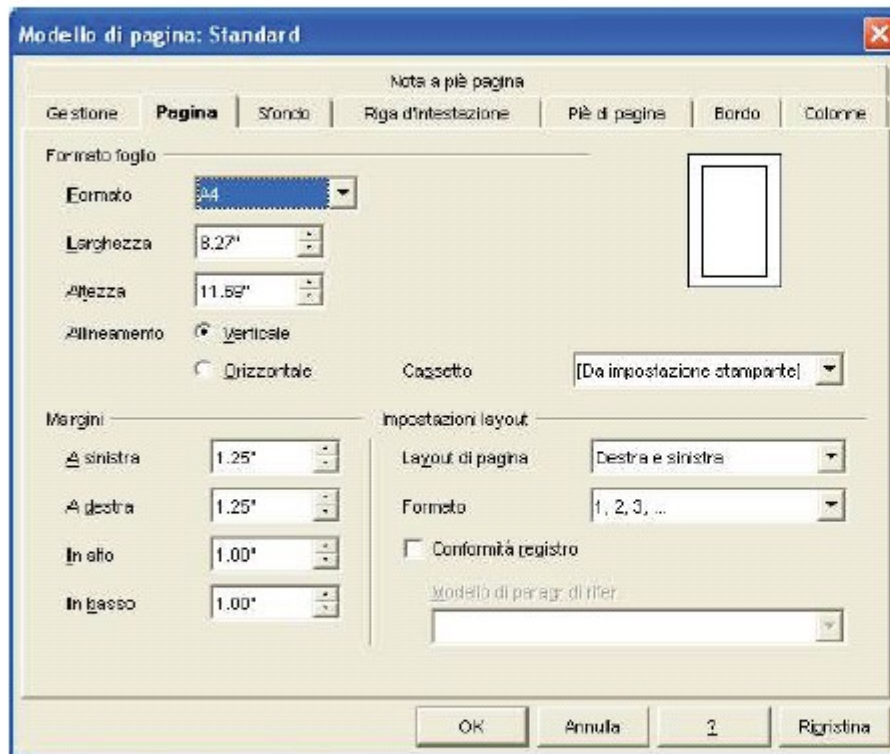 Modello di pagina: Standard
Nota a piè pagina
Gestione Pagina Sfondo Riga d'intestazione Piè di pagina Bordo Colonne
Formato foglio
Formato A4
Larghezza 8.27"
Altezza 11.69"
Allineamento Verticale
Orizzontale Cassetto [Da impostazione stampante]
Margini Impostazioni layout
A sinistra 1.25" Layout di pagina Destra e sinistra
A destra 1.25" Formato 1, 2, 3, ...
In alto 1.00" Conformità registro
In basso 1.00" Modello di paragr. di rifer.
OK Annulla ? Ripristina